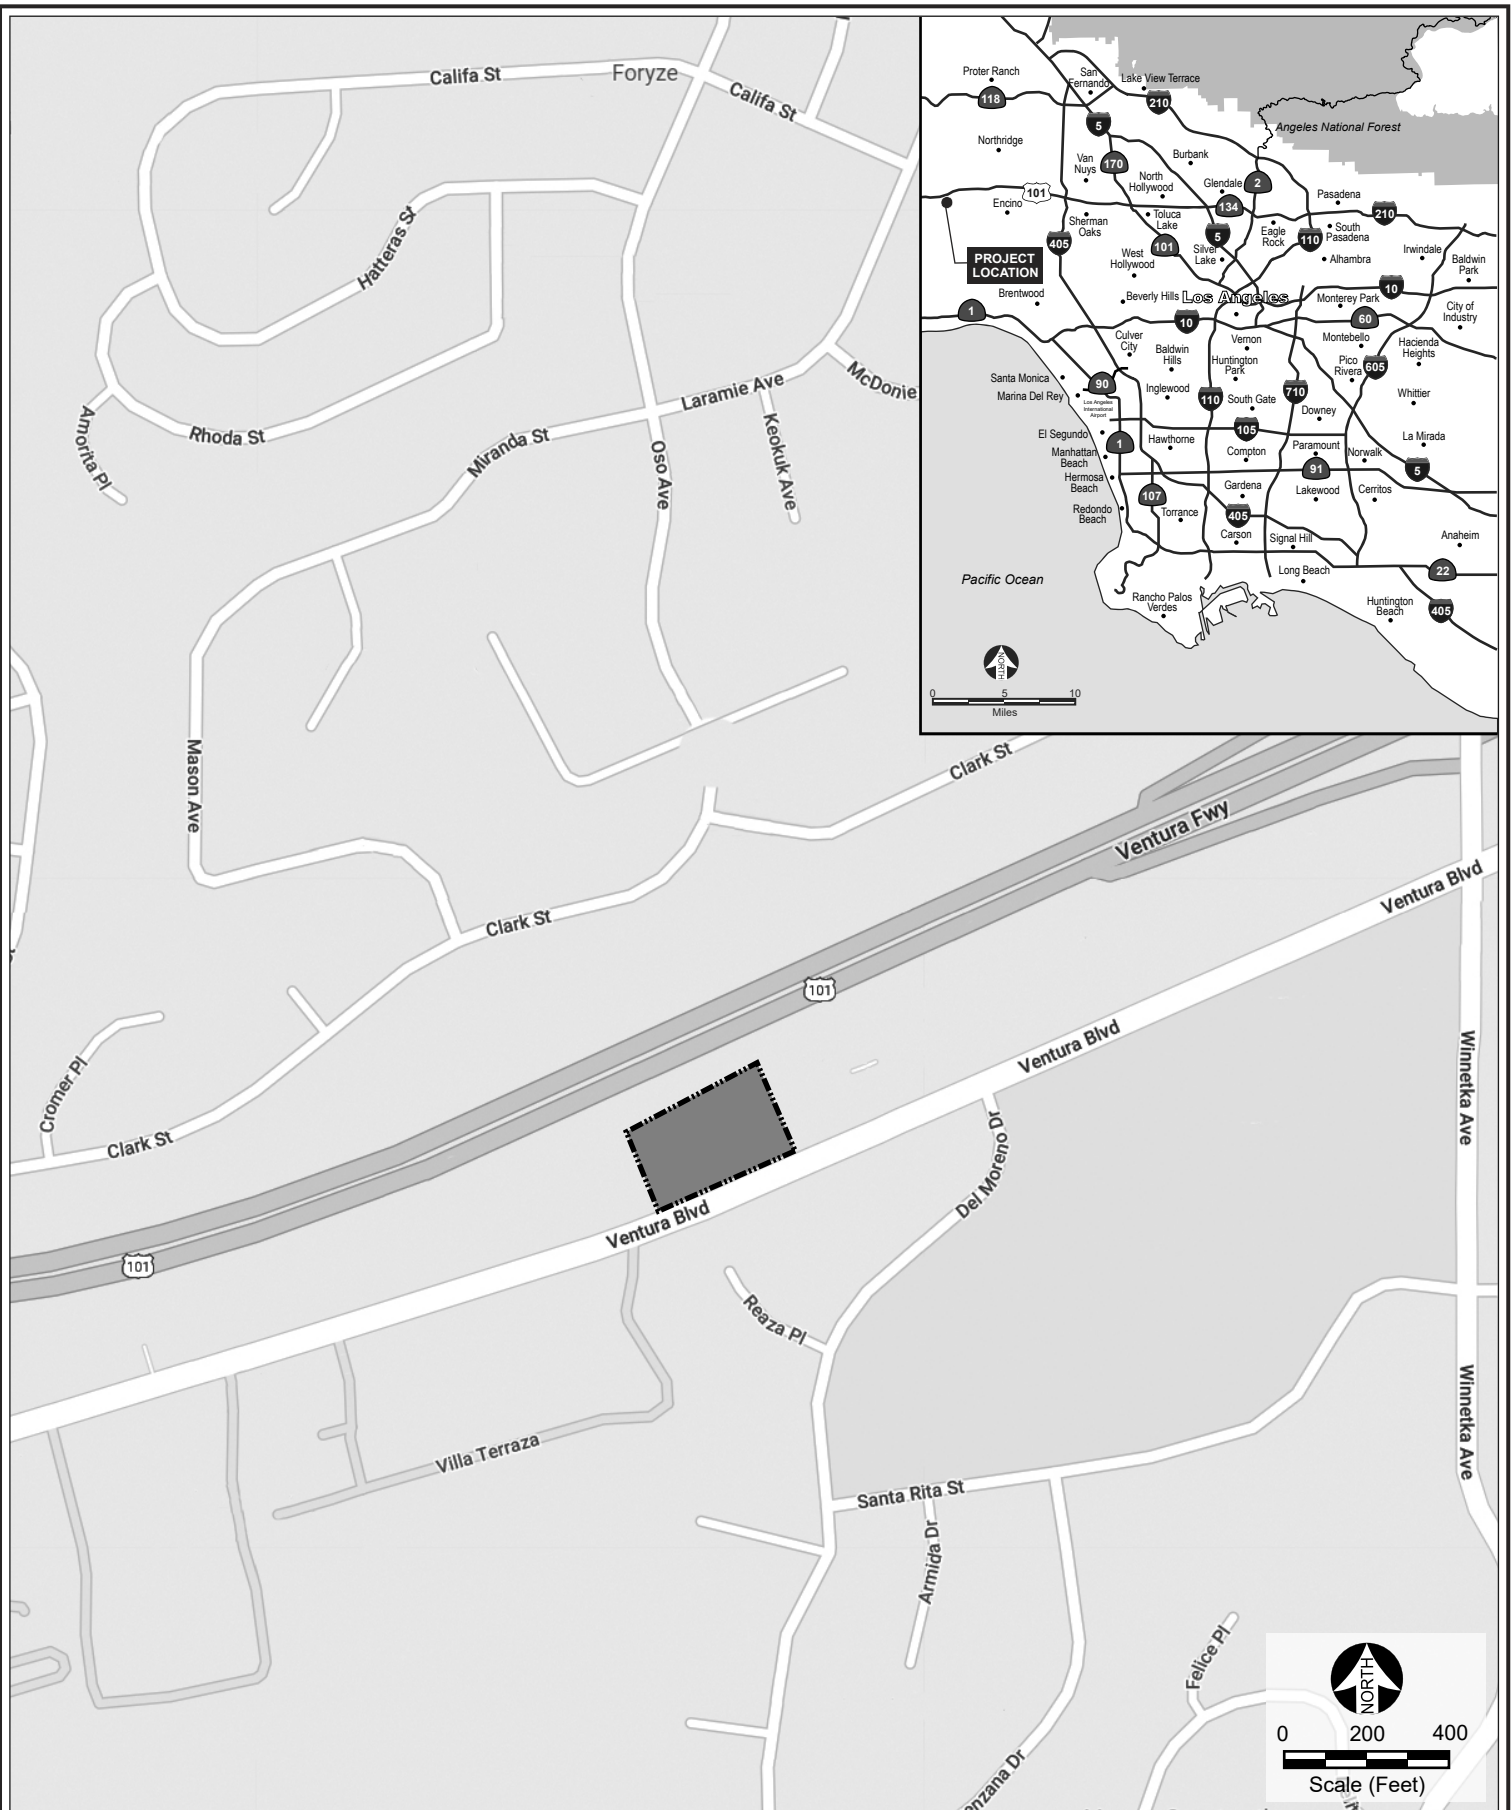 Califa St
Foryze
Califa St
Hatteras St
Rhoda St
Amorita Pl
Miranda St
Laramie Ave
McDonie
Keokuk Ave
Oso Ave
Mason Ave
Clark St
Clark St
Clark St
Cromer Pl
Ventura Fwy
101
101
Ventura Blvd
Ventura Blvd
Ventura Blvd
Winnetka Ave
Winnetka Ave
Del Moreno Dr
Reaza Pl
Villa Terraza
Santa Rita St
Armida Dr
Felice Pl
enzana Dr
Proter Ranch
118
San
Fernando
Lake View Terrace
210
5
Angeles National Forest
Northridge
Van
Nuys
170
Burbank
North
Hollywood
Glendale
2
Pasadena
101
Encino
134
210
Sherman
Oaks
Toluca
Lake
5
Eagle
Rock
110
South
Pasadena
405
101
Silver
Lake
Irwindale
Baldwin
Park
PROJECT
LOCATION
West
Hollywood
Alhambra
Brentwood
Beverly Hills
Los Angeles
Monterey Park
10
1
10
60
City of
Industry
Culver
City
Baldwin
Hills
Vernon
Montebello
Hacienda
Heights
Huntington
Park
Pico
Rivera
605
Santa Monica
90
Inglewood
710
Whittier
Marina Del Rey
Los Angeles
International
Airport
110
South Gate
Downey
El Segundo
1
Hawthorne
105
La Mirada
Manhattan
Beach
Compton
Paramount
Norwalk
91
5
Hermosa
Beach
107
Gardena
Lakewood
Cerritos
Redondo
Beach
Torrance
405
Carson
Signal Hill
Anaheim
Long Beach
22
Pacific Ocean
Rancho Palos
Verdes
Huntington
Beach
405
NORTH
0 5 10
Miles
NORTH
0 200 400
Scale (Feet)